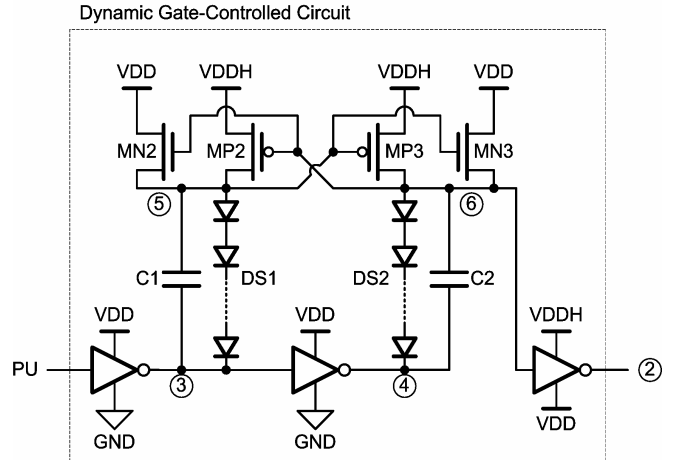 Dynamic Gate-Controlled Circuit
VDD VDDH VDDH VDD
MN2 MP2 MP3 MN3
5 6
C1 DS1 DS2 C2
VDD VDD VDDH
PU 3 4 2
GND GND VDD